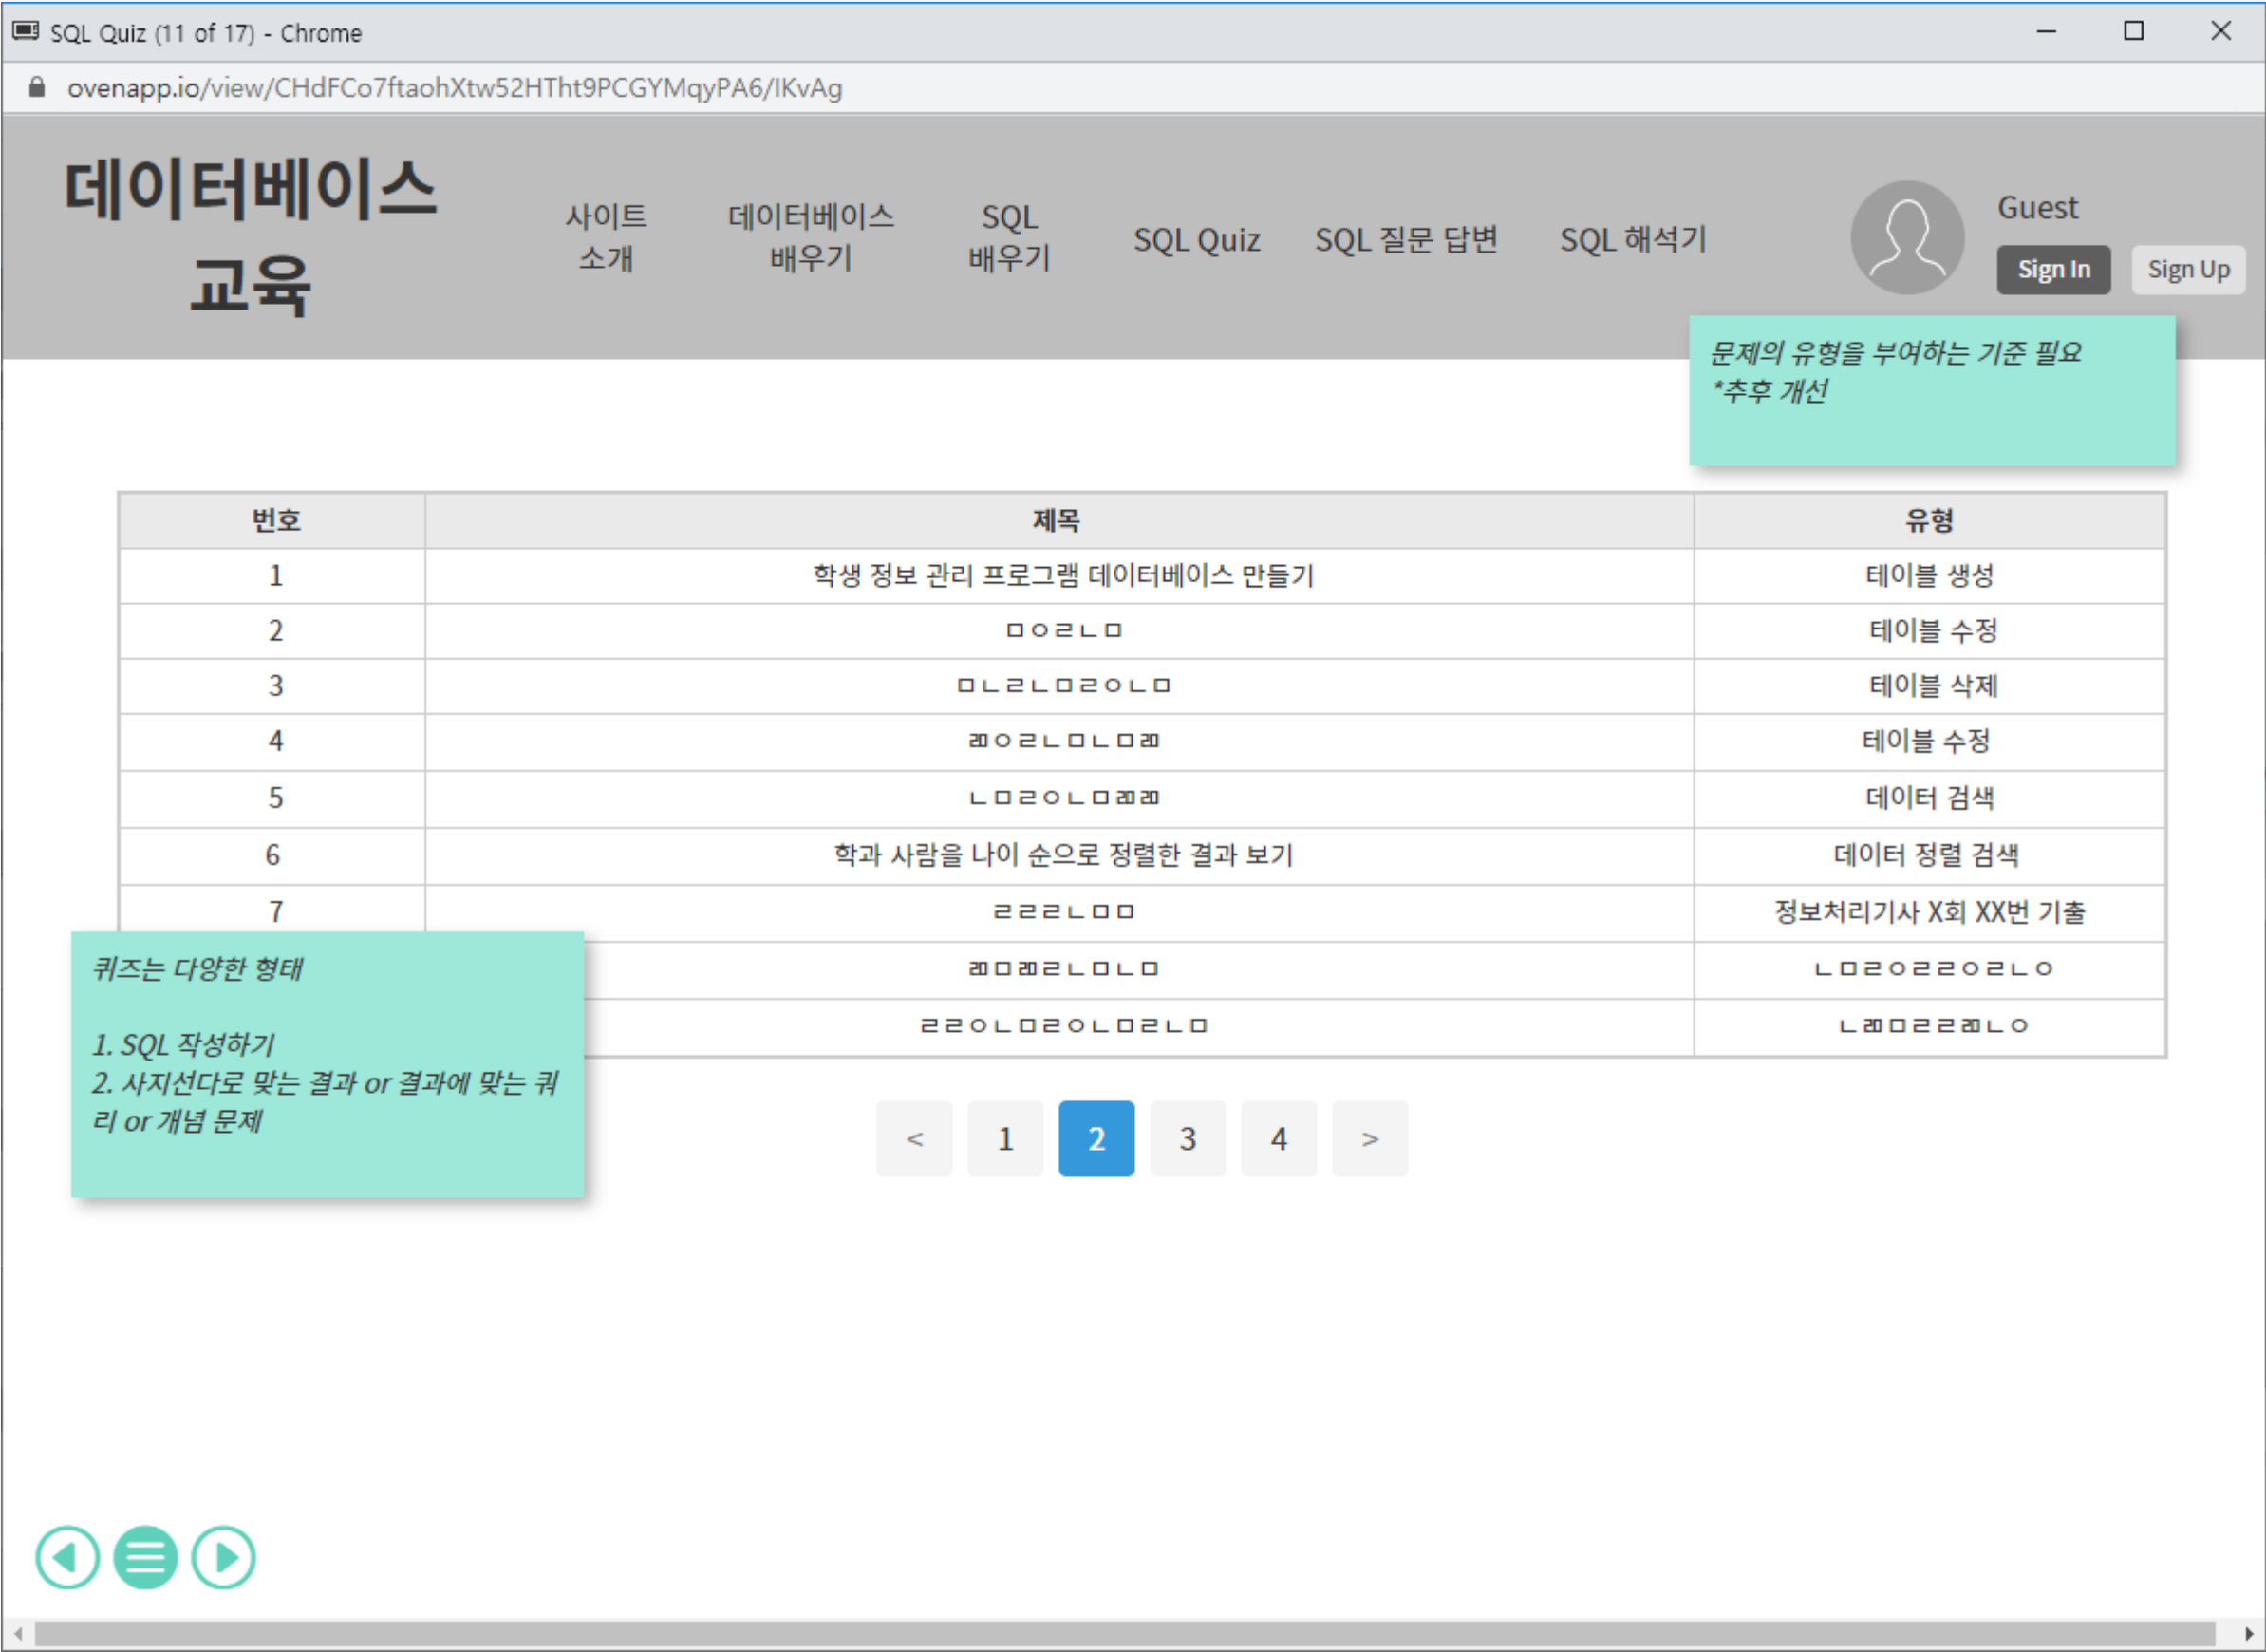 SQL Quiz (11 of 17) - Chrome
ovenapp.io/view/CHdFCo7ftaohXtw52HTht9PCGYMqyPA6/IKvAg
데이터베이스
교육
사이트
소개
데이터베이스
배우기
SQL
배우기
SQL Quiz
SQL 질문 답변
SQL 해석기
Guest
Sign In
Sign Up
문제의 유형을 부여하는 기준 필요
*추후 개선
번호 제목 유형
1 학생 정보 관리 프로그램 데이터베이스 만들기 테이블 생성
2 ㅁㅇㄹㄴㅁ 테이블 수정
3 ㅁㄴㄹㄴㅁㄹㅇㄴㅁ 테이블 삭제
4 ㄻㅇㄹㄴㅁㄴㅁㄻ 테이블 수정
5 ㄴㅁㄹㅇㄴㅁㄻㄻ 데이터 검색
6 학과 사람을 나이 순으로 정렬한 결과 보기 데이터 정렬 검색
7 ㄹㄹㄹㄴㅁㅁ 정보처리기사 X회 XX번 기출
ㄻㅁㄻㄹㄴㅁㄴㅁ ㄴㅁㄹㅇㄹㄹㅇㄹㄴㅇ
ㄹㄹㅇㄴㅁㄹㅇㄴㅁㄹㄴㅁ ㄴㄻㅁㄹㄹㄻㄴㅇ
퀴즈는 다양한 형태
1. SQL 작성하기
2. 사지선다로 맞는 결과 or 결과에 맞는 쿼
리 or 개념 문제
< 1 2 3 4 >